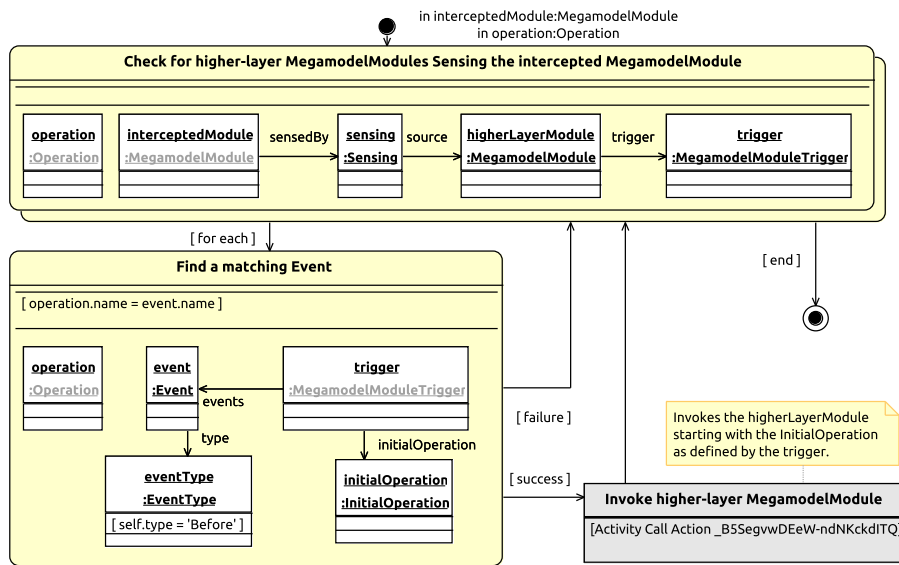 in interceptedModule:MegamodelModule
in operation:Operation
Check for higher-layer MegamodelModules Sensing the intercepted MegamodelModule
operation
:Operation
interceptedModule
:MegamodelModule
sensedBy
sensing
:Sensing
source
higherLayerModule
:MegamodelModule
trigger
trigger
:MegamodelModuleTrigger
[ for each ]
[ end ]
Find a matching Event
[ operation.name = event.name ]
operation
:Operation
event
:Event
events
trigger
:MegamodelModuleTrigger
type
initialOperation
eventType
:EventType
[ self.type = 'Before' ]
initialOperation
:InitialOperation
[ failure ]
[ success ]
Invokes the higherLayerModule
starting with the InitialOperation
as defined by the trigger.
Invoke higher-layer MegamodelModule
[Activity Call Action _B5SegvwDEeW-ndNKckdITQ]